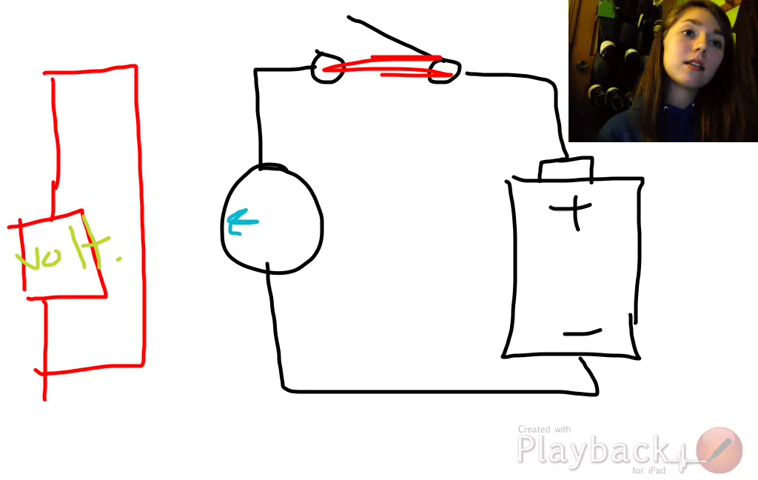 volt.
+
−
Created with
Playback
for iPad